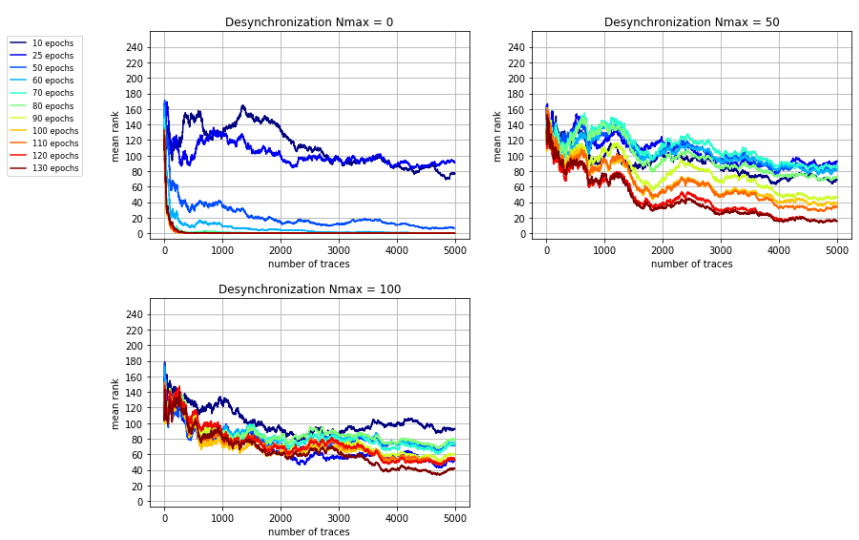 Desynchronization Nmax = 0
240
220
200
180
160
140
120
100
80
60
40
20
0
mean rank
0 1000 2000 3000 4000 5000
number of traces
10 epochs
25 epochs
50 epochs
60 epochs
70 epochs
80 epochs
90 epochs
100 epochs
110 epochs
120 epochs
130 epochs
Desynchronization Nmax = 50
240
220
200
180
160
140
120
100
80
60
40
20
0
mean rank
0 1000 2000 3000 4000 5000
number of traces
Desynchronization Nmax = 100
240
220
200
180
160
140
120
100
80
60
40
20
0
mean rank
0 1000 2000 3000 4000 5000
number of traces